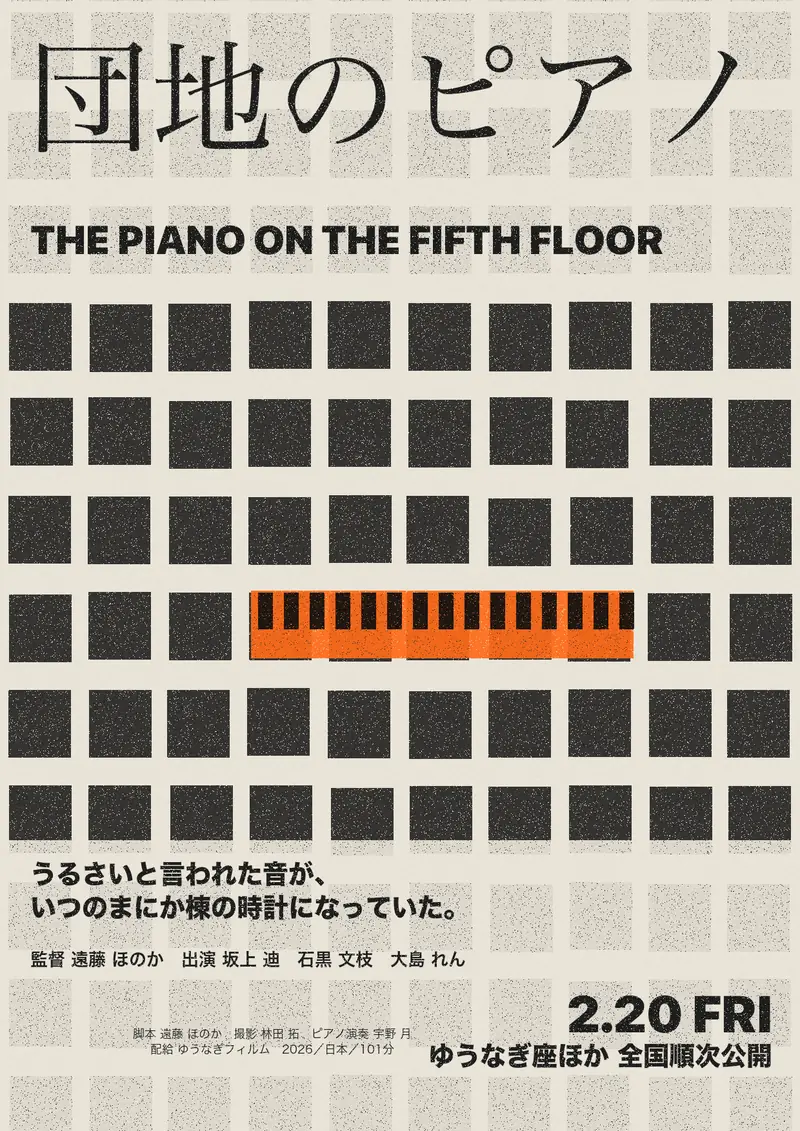 団地のピアノ
THE PIANO ON THE FIFTH FLOOR
うるさいと言われた音が、
いつのまにか棟の時計になっていた。
監督 遠藤 ほのか　出演 坂上 迪　石黒 文枝　大島 れん
脚本 遠藤 ほのか、撮影 林田 拓、ピアノ演奏 宇野 月
配給 ゆうなぎフィルム　2026／日本／101分
2.20 FRI
ゆうなぎ座ほか 全国順次公開